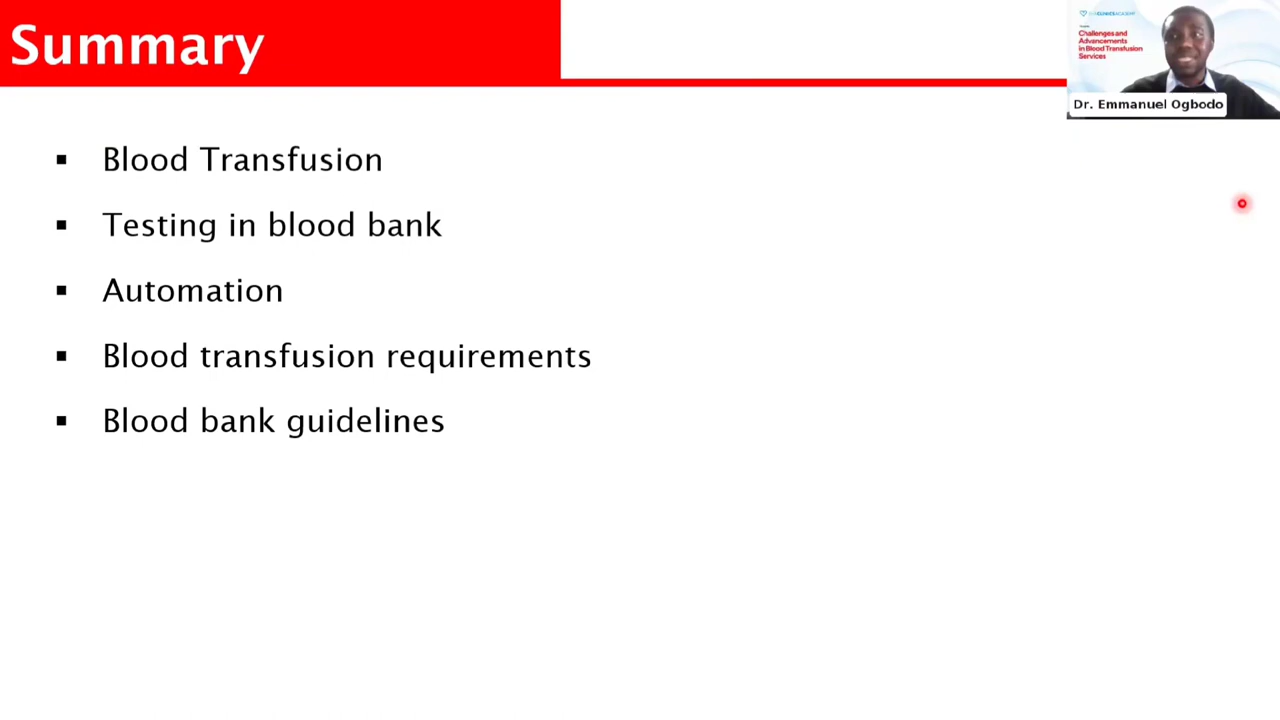 Summary
Challenges and
Advancements
in Blood Transfusion
Services
Dr. Emmanuel Ogbodo
▪ Blood Transfusion
▪ Testing in blood bank
▪ Automation
▪ Blood transfusion requirements
▪ Blood bank guidelines